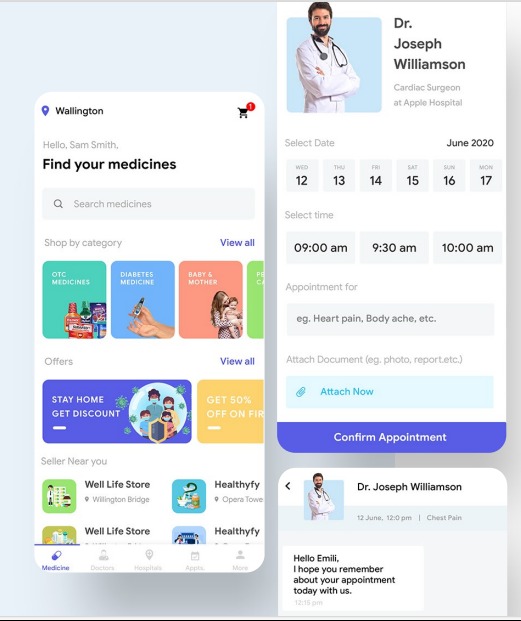 Wallington
1
Hello, Sam Smith,
Find your medicines
Search medicines
Shop by category
View all
OTC
MEDICINES
DIABETES
MEDICINE
BABY &
MOTHER
Offers
View all
STAY HOME
GET DISCOUNT
GET 50%
OFF ON FIR
Seller Near you
Well Life Store
Willington Bridge
Healthyfy
Opera Towe
Well Life Store
Healthyfy
Medicine
Doctors
Hospitals
Appts.
More
Dr.
Joseph
Williamson
Cardiac Surgeon
at Apple Hospital
Select Date
June 2020
WED
THU
FRI
SAT
SUN
MON
12
13
14
15
16
17
Select time
09:00 am
9:30 am
10:00 am
Appointment for
eg. Heart pain, Body ache, etc.
Attach Document (eg. photo, report.etc.)
Attach Now
Confirm Appointment
Dr. Joseph Williamson
12 June, 12:0 pm | Chest Pain
Hello Emili,
I hope you remember
about your appointment
today with us.
12:15 pm